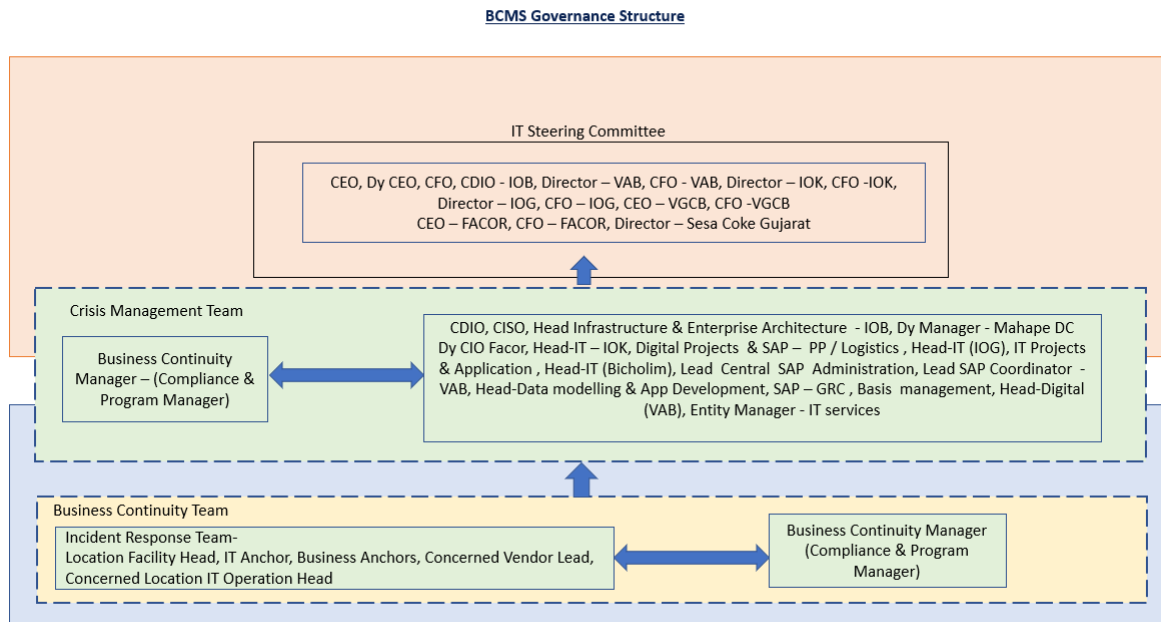 BCMS Governance Structure
IT Steering Committee
CEO, Dy CEO, CFO, CDIO - IOB, Director – VAB, CFO - VAB, Director – IOK, CFO -IOK,
Director – IOG, CFO – IOG, CEO – VGCB, CFO -VGCB
CEO – FACOR, CFO – FACOR, Director – Sesa Coke Gujarat
Crisis Management Team
Business Continuity
Manager – (Compliance &
Program Manager)
CDIO, CISO, Head Infrastructure & Enterprise Architecture - IOB, Dy Manager - Mahape DC
Dy CIO Facor, Head-IT – IOK, Digital Projects & SAP – PP / Logistics , Head-IT (IOG), IT Projects
& Application , Head-IT (Bicholim), Lead Central SAP Administration, Lead SAP Coordinator -
VAB, Head-Data modelling & App Development, SAP – GRC , Basis management, Head-Digital
(VAB), Entity Manager - IT services
Business Continuity Team
Incident Response Team-
Location Facility Head, IT Anchor, Business Anchors, Concerned Vendor Lead,
Concerned Location IT Operation Head
Business Continuity Manager
(Compliance & Program
Manager)